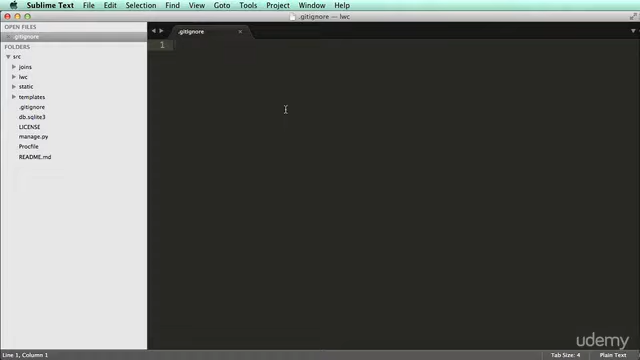 Sublime Text File Edit Selection Find View Goto Tools Project Window Help
.gitignore — lwc
OPEN FILES
.gitignore
FOLDERS
src
joins
lwc
static
templates
.gitignore
db.sqlite3
LICENSE
manage.py
Procfile
README.md
.gitignore
1
Line 1, Column 1
Tab Size: 4
Plain Text
udemy